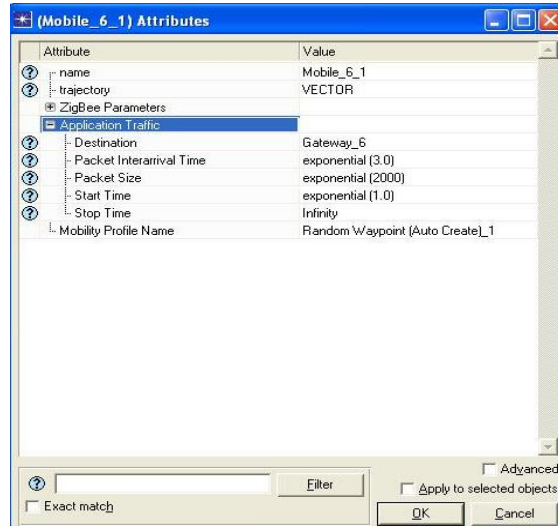 (Mobile_6_1) Attributes
Attribute Value
name Mobile_6_1
trajectory VECTOR
ZigBee Parameters
Application Traffic
Destination Gateway_6
Packet Interarrival Time exponential (3.0)
Packet Size exponential (2000)
Start Time exponential (1.0)
Stop Time Infinity
Mobility Profile Name Random Waypoint (Auto Create)_1
Advanced
Filter Apply to selected objects
Exact match OK Cancel